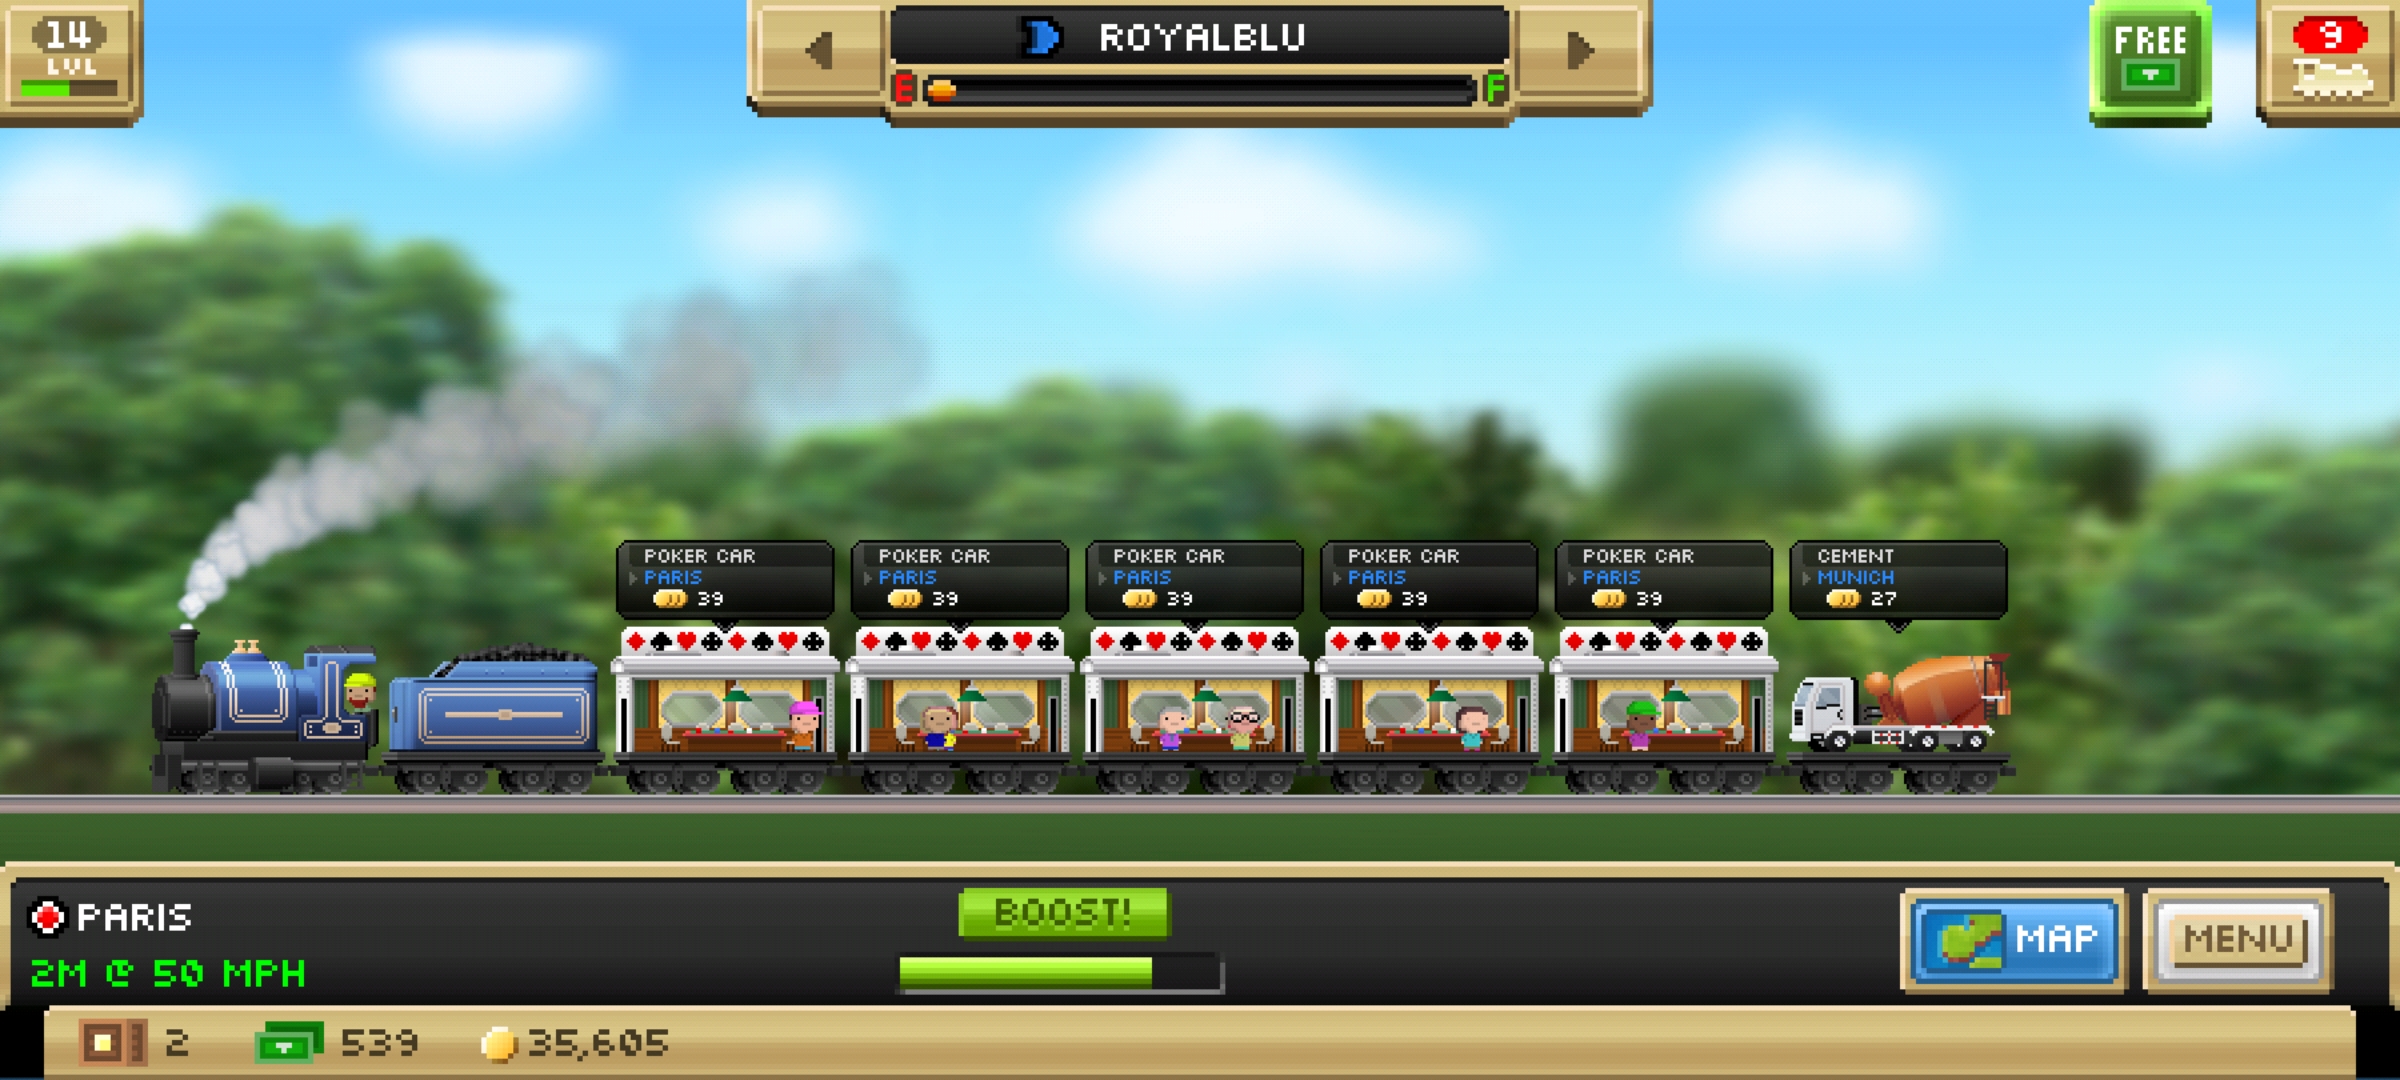 14
LVL
ROYALBLU
E
F
FREE
9
POKER CAR
PARIS
39
POKER CAR
PARIS
39
POKER CAR
PARIS
39
POKER CAR
PARIS
39
POKER CAR
PARIS
39
CEMENT
MUNICH
27
PARIS
2M @ 50 MPH
BOOST!
MAP
MENU
2
539
35,605